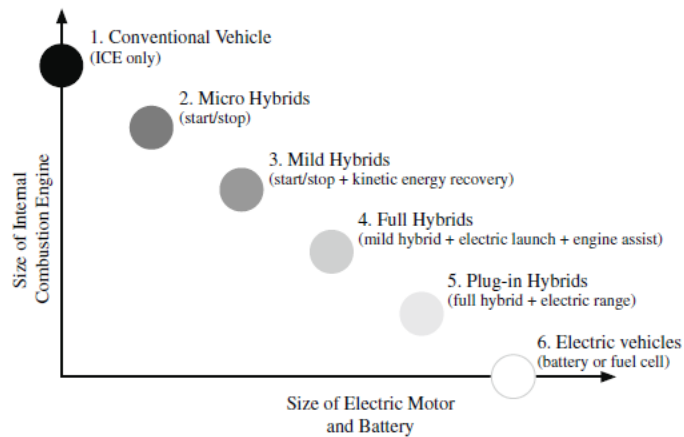 1. Conventional Vehicle
(ICE only)
2. Micro Hybrids
(start/stop)
3. Mild Hybrids
(start/stop + kinetic energy recovery)
4. Full Hybrids
(mild hybrid + electric launch + engine assist)
5. Plug-in Hybrids
(full hybrid + electric range)
6. Electric vehicles
(battery or fuel cell)
Size of Internal
Combustion Engine
Size of Electric Motor
and Battery